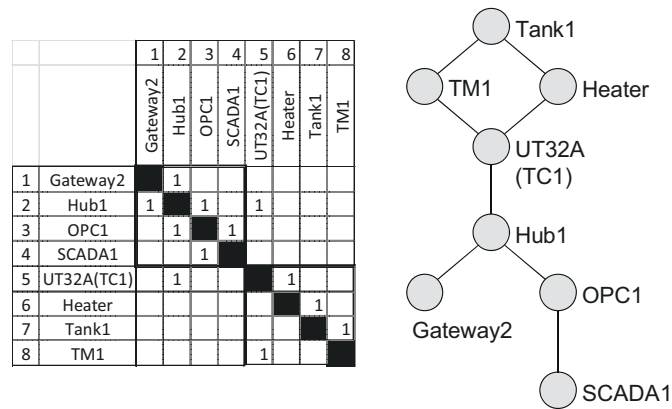 1 2 3 4 5 6 7 8
Gateway2 Hub1 OPC1 SCADA1 UT32A(TC1) Heater Tank1 TM1
1 Gateway2 1
2 Hub1 1 1 1
3 OPC1 1 1
4 SCADA1 1
5 UT32A(TC1) 1 1
6 Heater 1
7 Tank1 1
8 TM1 1
Tank1
TM1
Heater
UT32A
(TC1)
Hub1
OPC1
Gateway2
SCADA1